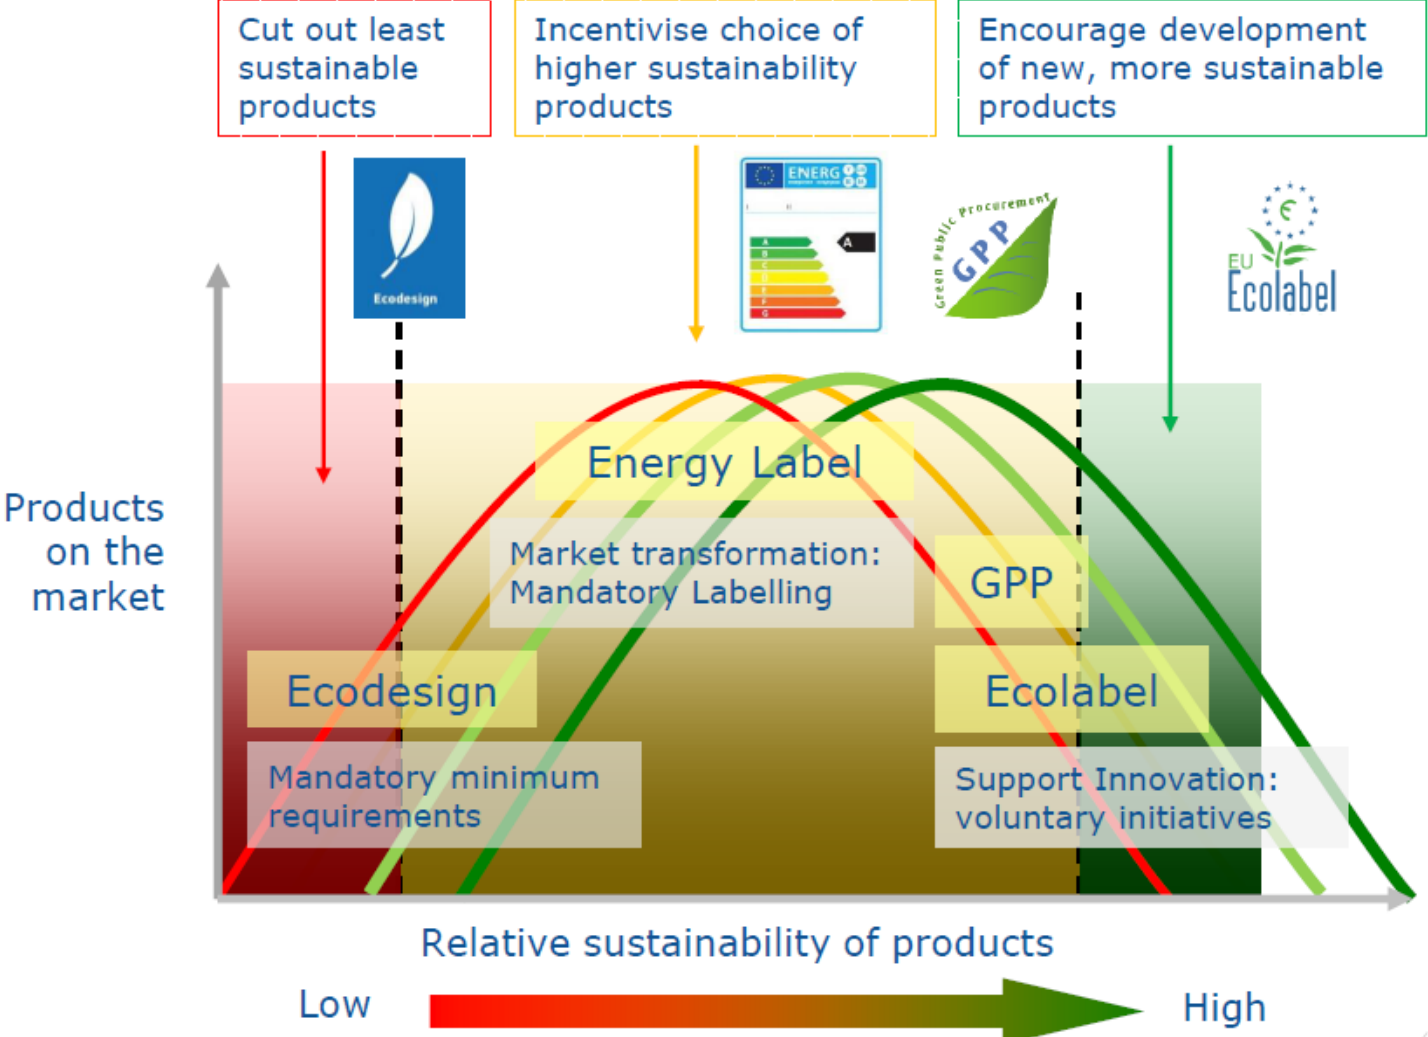 Cut out least
sustainable
products
Incentivise choice of
higher sustainability
products
Encourage development
of new, more sustainable
products
Ecodesign
ENERG
A
B
C
D
E
F
G
A
Green Public Procurement
GPP
EU
Ecolabel
Products
on the
market
Energy Label
Market transformation:
Mandatory Labelling
GPP
Ecodesign
Mandatory minimum
requirements
Ecolabel
Support Innovation:
voluntary initiatives
Relative sustainability of products
Low
High